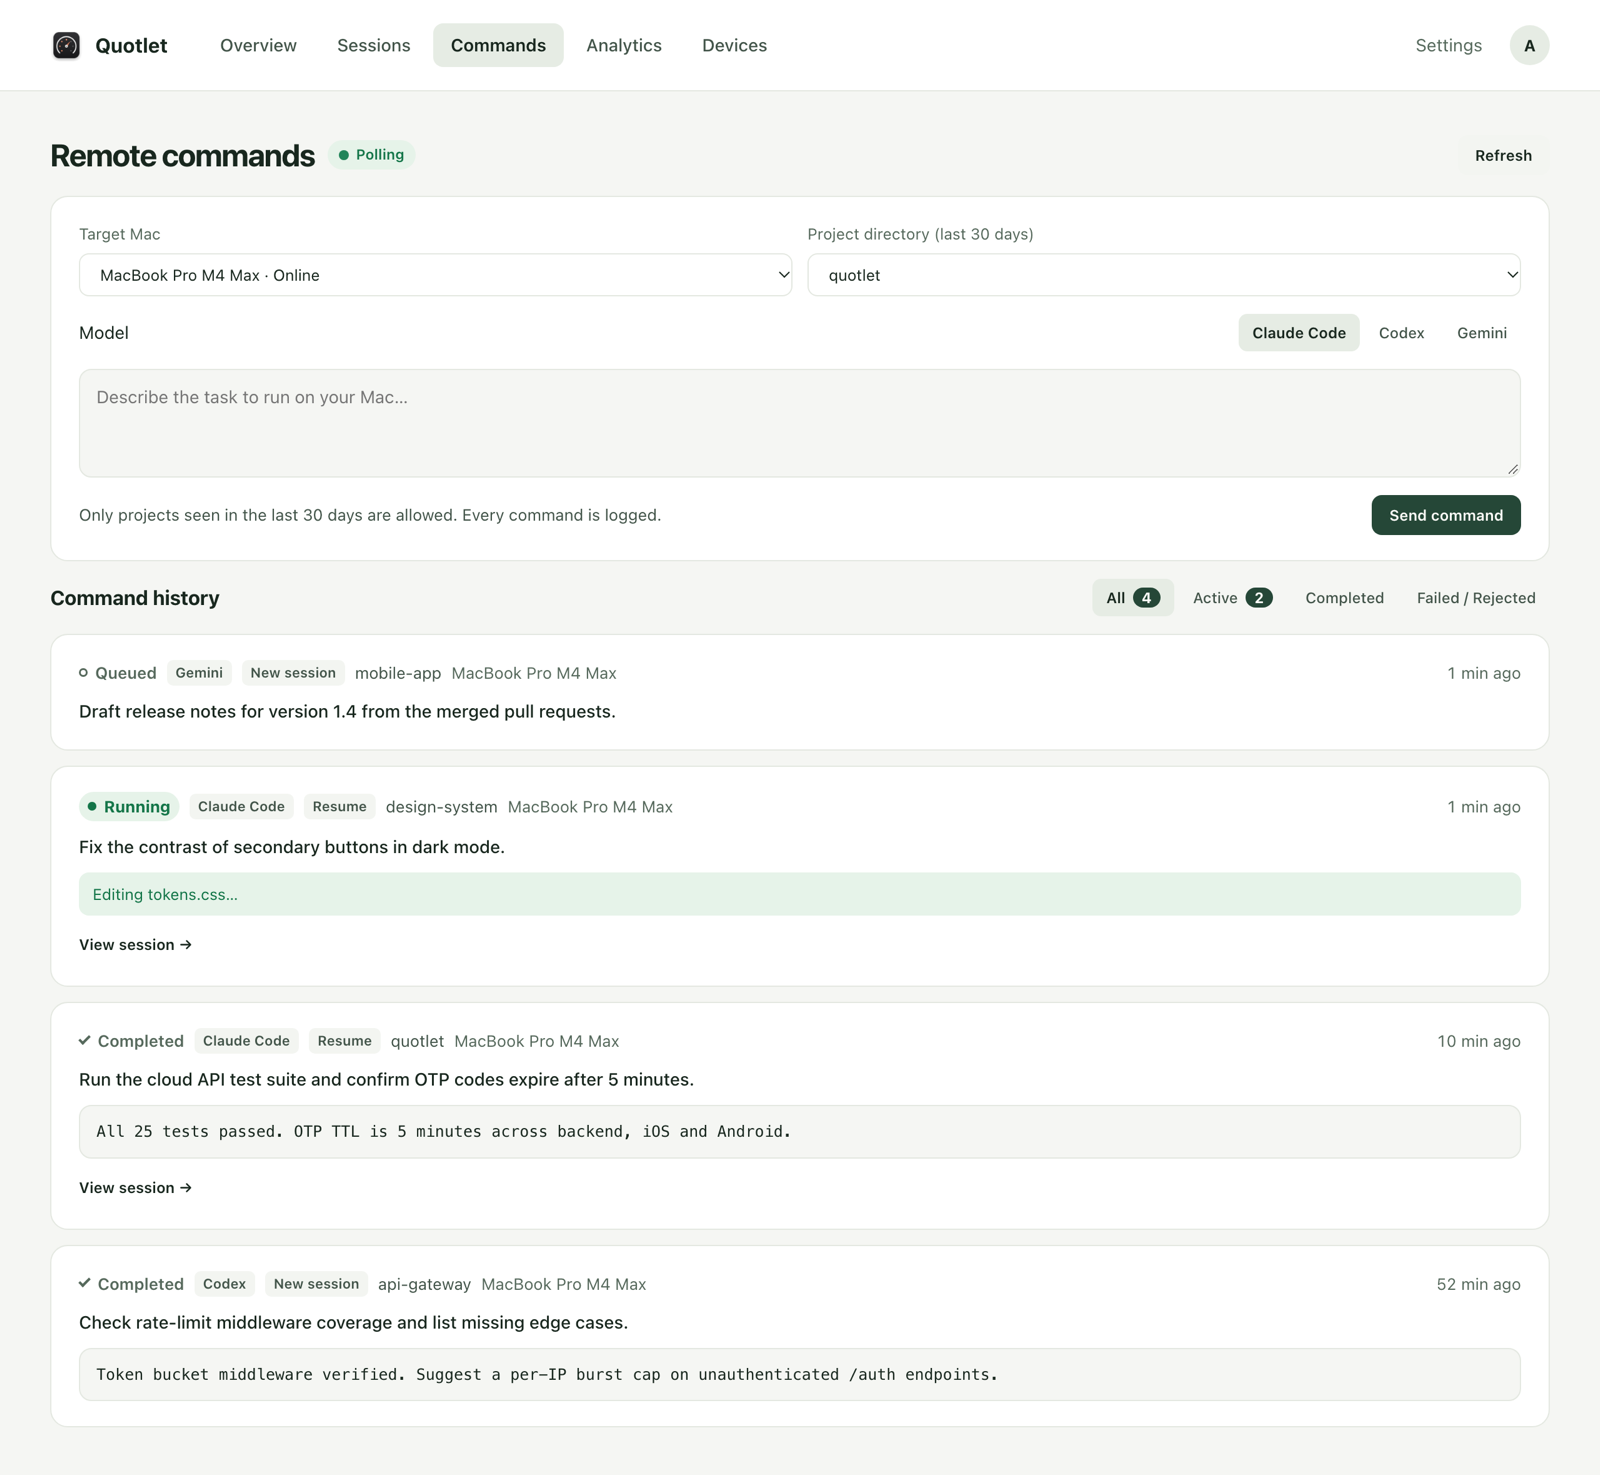 Quotlet Overview Sessions Commands Analytics Devices Settings A
Remote commands Polling Refresh
Target Mac Project directory (last 30 days)
MacBook Pro M4 Max · Online quotlet
Model Claude Code Codex Gemini
Describe the task to run on your Mac...
Only projects seen in the last 30 days are allowed. Every command is logged. Send command
Command history All 4 Active 2 Completed Failed / Rejected
Queued Gemini New session mobile-app MacBook Pro M4 Max 1 min ago
Draft release notes for version 1.4 from the merged pull requests.
Running Claude Code Resume design-system MacBook Pro M4 Max 1 min ago
Fix the contrast of secondary buttons in dark mode.
Editing tokens.css...
View session →
✓ Completed Claude Code Resume quotlet MacBook Pro M4 Max 10 min ago
Run the cloud API test suite and confirm OTP codes expire after 5 minutes.
All 25 tests passed. OTP TTL is 5 minutes across backend, iOS and Android.
View session →
✓ Completed Codex New session api-gateway MacBook Pro M4 Max 52 min ago
Check rate-limit middleware coverage and list missing edge cases.
Token bucket middleware verified. Suggest a per-IP burst cap on unauthenticated /auth endpoints.